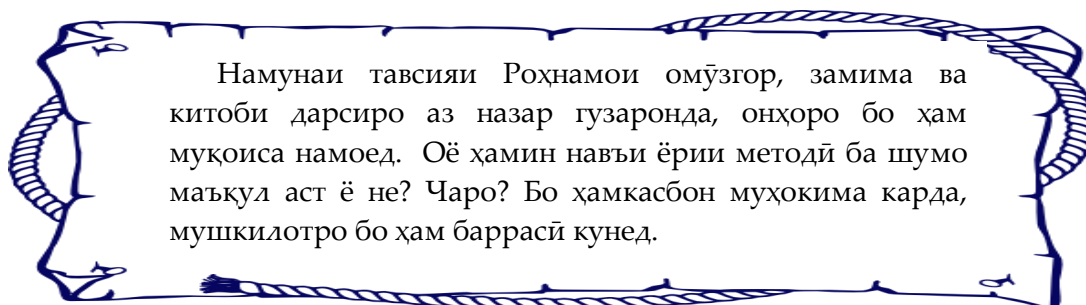 Намунаи тавсияи Роҳнамои омӯзгор, замима ва
китоби дарсиро аз назар гузаронда, онҳоро бо ҳам
муқоиса намоед. Оё ҳамин навъи ёрии методӣ ба шумо
маъқул аст ё не? Чаро? Бо ҳамкасбон муҳокима карда,
мушкилотро бо ҳам баррасӣ кунед.